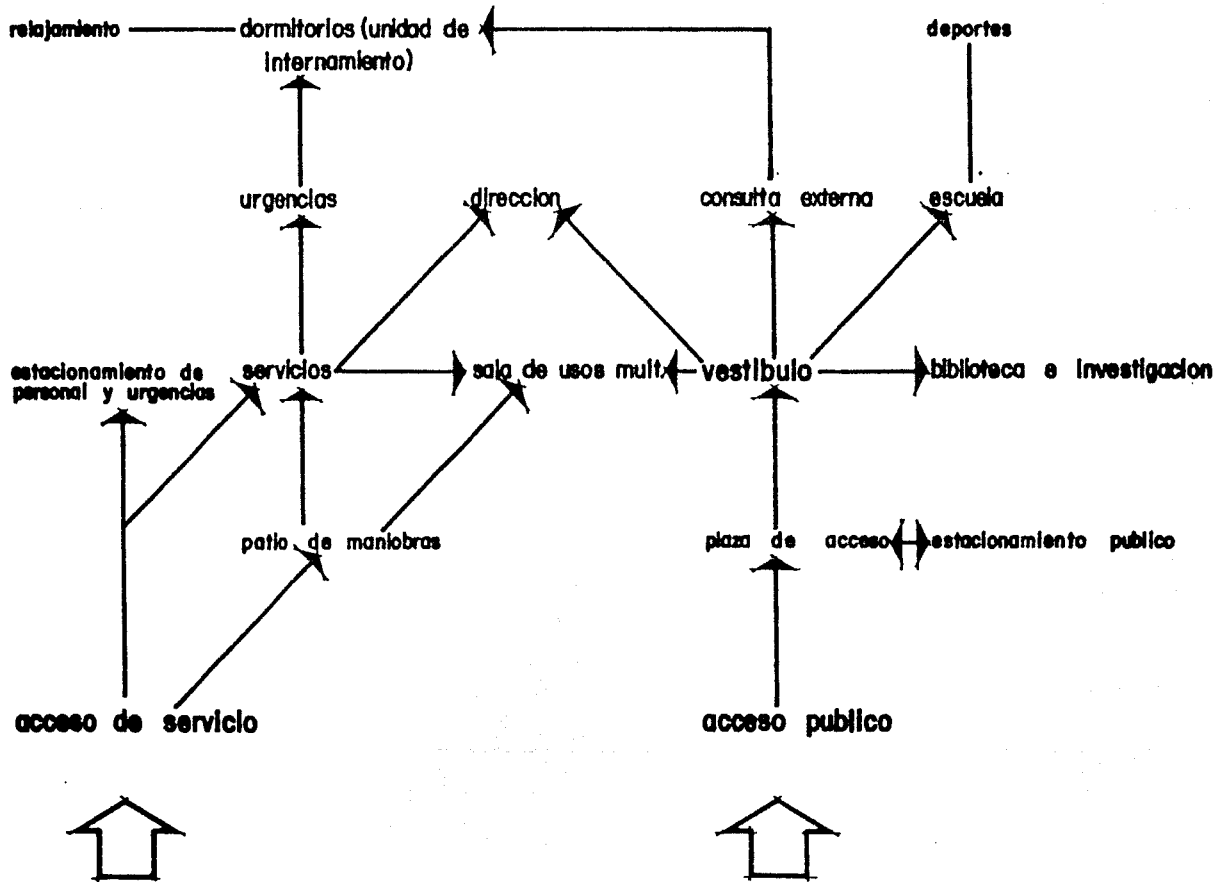 relajamiento
dormitorios (unidad de
internamiento)
deportes
urgencias
direccion
consulta externa
escuela
estacionamiento de
personal y urgencias
servicios
sala de usos mult.
vestibulo
biblioteca e investigacion
patio de maniobras
plaza de acceso
estacionamiento publico
acceso de servicio
acceso publico